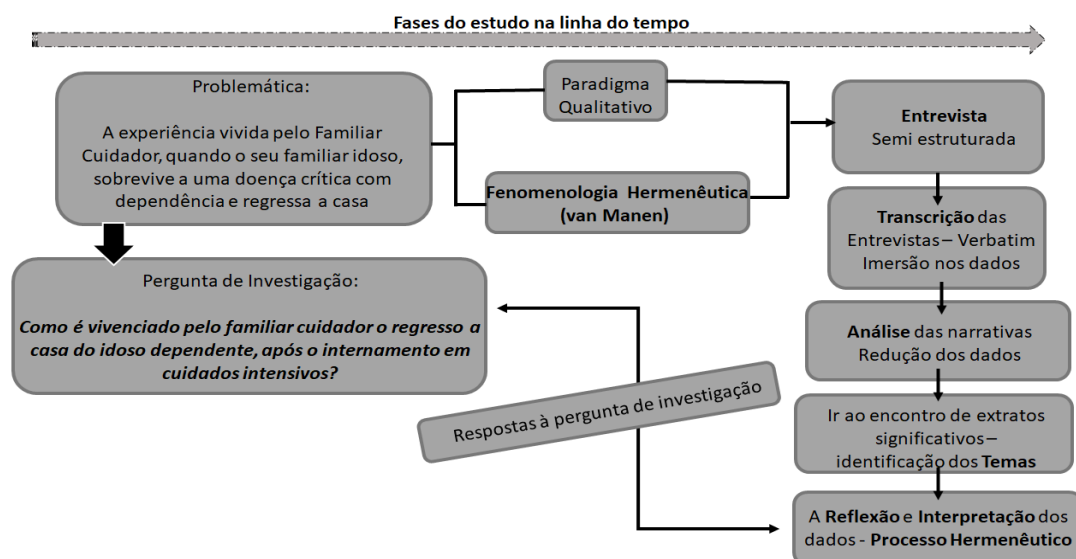 Fases do estudo na linha do tempo
Problemática:
A experiência vivida pelo Familiar
Cuidador, quando o seu familiar idoso,
sobrevive a uma doença crítica com
dependência e regressa a casa
Pergunta de Investigação:
Como é vivenciado pelo familiar cuidador o regresso a
casa do idoso dependente, após o internamento em
cuidados intensivos?
Paradigma
Qualitativo
Fenomenologia Hermenêutica
(van Manen)
Entrevista
Semi estruturada
Transcrição das
Entrevistas – Verbatim
Imersão nos dados
Análise das narrativas
Redução dos dados
Ir ao encontro de extratos
significativos –
identificação dos Temas
A Reflexão e Interpretação dos
dados - Processo Hermenêutico
Respostas à pergunta de investigação